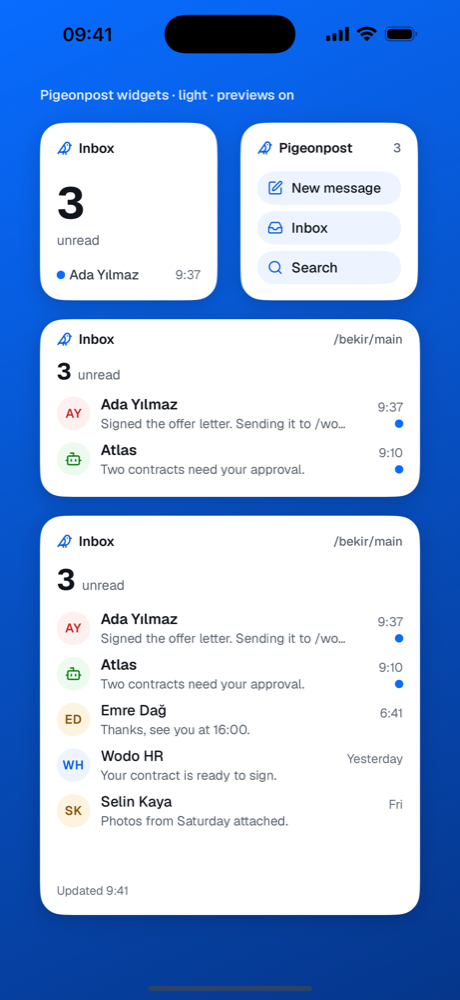 09:41
Pigeonpost widgets · light · previews on
Inbox
3
unread
Ada Yılmaz 9:37
Pigeonpost 3
New message
Inbox
Search
Inbox /bekir/main
3 unread
AY Ada Yılmaz 9:37
Signed the offer letter. Sending it to /wo…
Atlas 9:10
Two contracts need your approval.
Inbox /bekir/main
3 unread
AY Ada Yılmaz 9:37
Signed the offer letter. Sending it to /wo…
Atlas 9:10
Two contracts need your approval.
ED Emre Dağ 6:41
Thanks, see you at 16:00.
WH Wodo HR Yesterday
Your contract is ready to sign.
SK Selin Kaya Fri
Photos from Saturday attached.
Updated 9:41